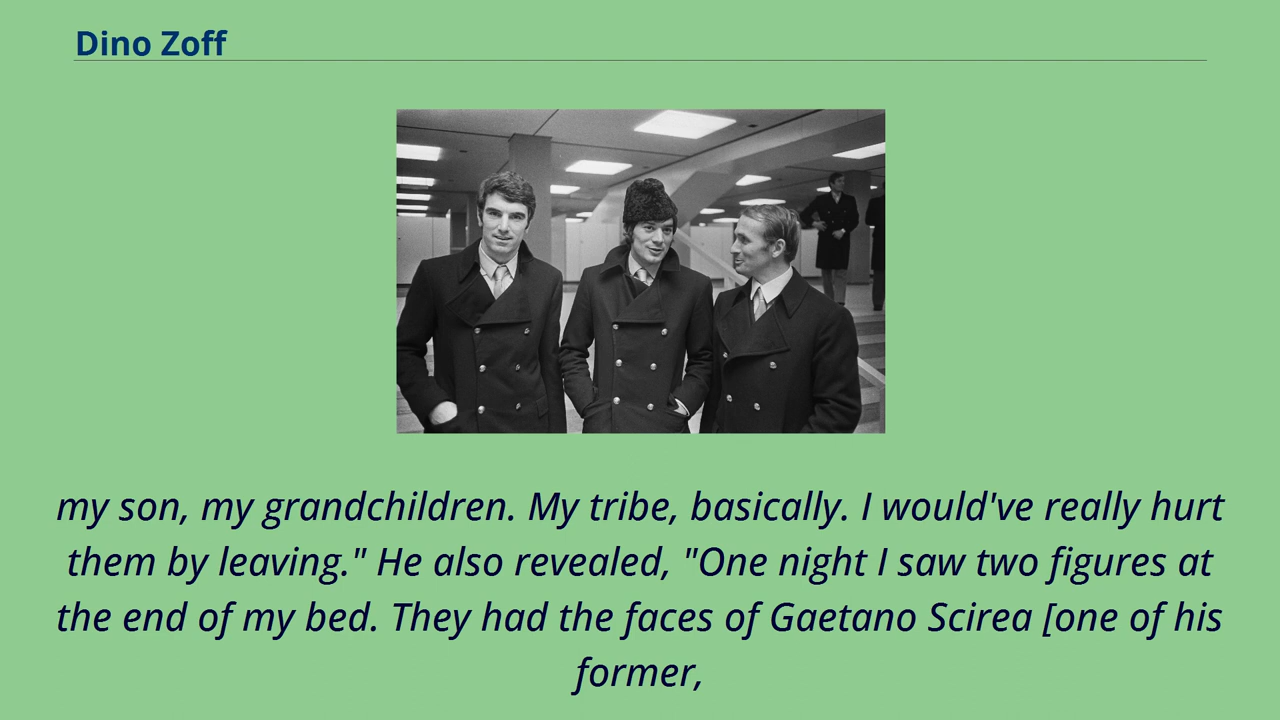 Dino Zoff
my son, my grandchildren. My tribe, basically. I would've really hurt
them by leaving." He also revealed, "One night I saw two figures at
the end of my bed. They had the faces of Gaetano Scirea [one of his
former,